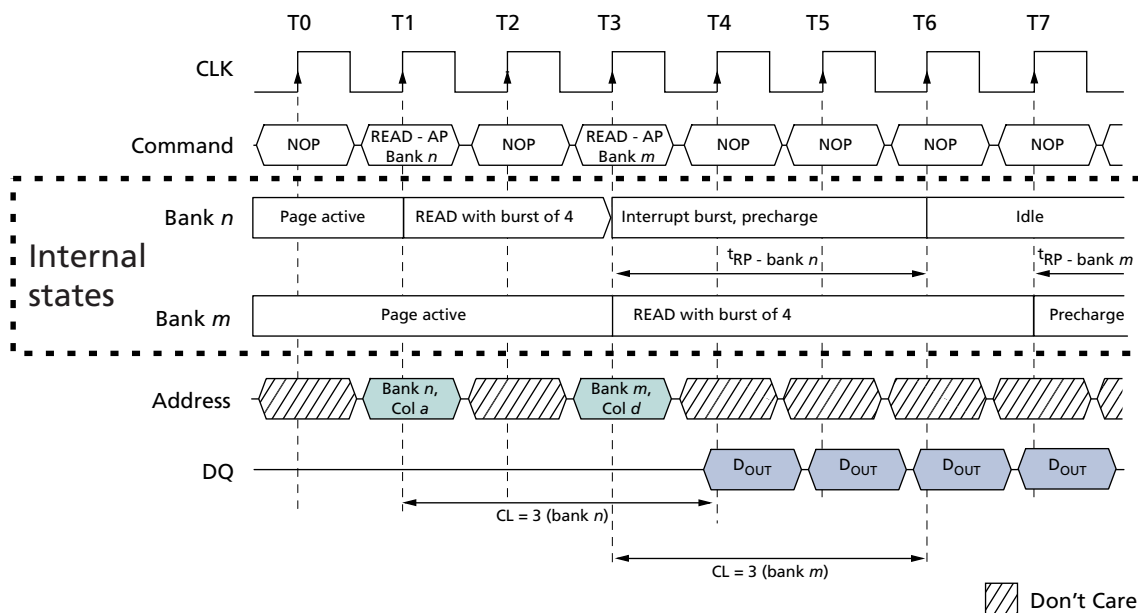 T0 T1 T2 T3 T4 T5 T6 T7
CLK
Command NOP READ - AP Bank n NOP READ - AP Bank m NOP NOP NOP NOP
Internal states
Bank n Page active READ with burst of 4 Interrupt burst, precharge Idle
tRP - bank n tRP - bank m
Bank m Page active READ with burst of 4 Precharge
Address Bank n, Col a Bank m, Col d
DQ DOUT DOUT DOUT DOUT
CL = 3 (bank n)
CL = 3 (bank m)
Don't Care